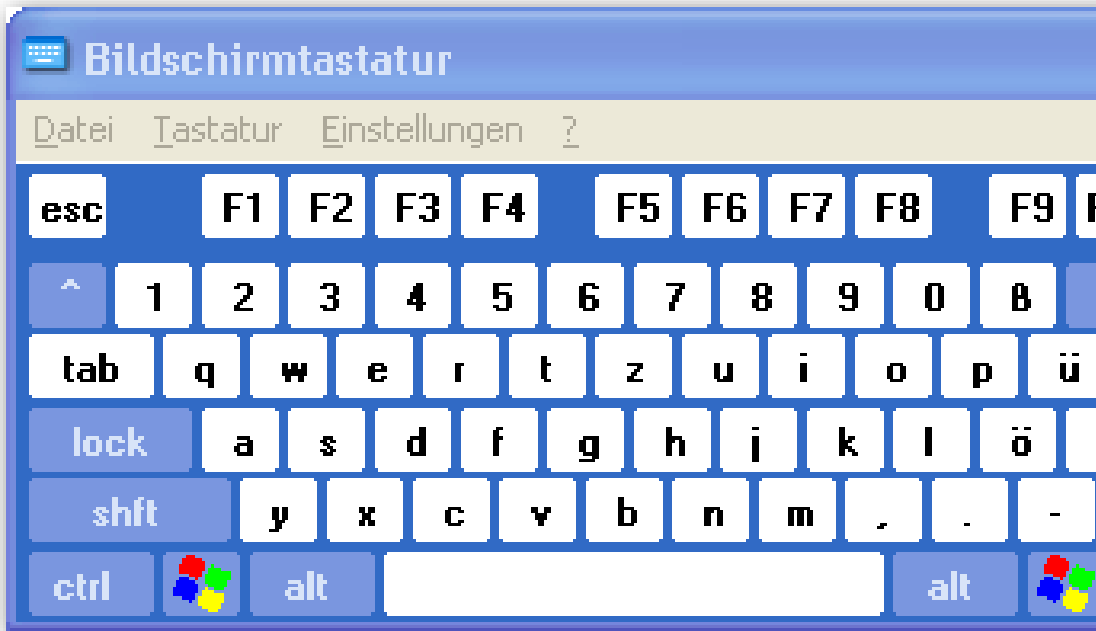 Bildschirmtastatur
Datei Tastatur Einstellungen ?
esc F1 F2 F3 F4 F5 F6 F7 F8 F9
^ 1 2 3 4 5 6 7 8 9 0 ß
tab q w e r t z u i o p ü
lock a s d f g h j k l ö
shft y x c v b n m , . -
ctrl alt alt